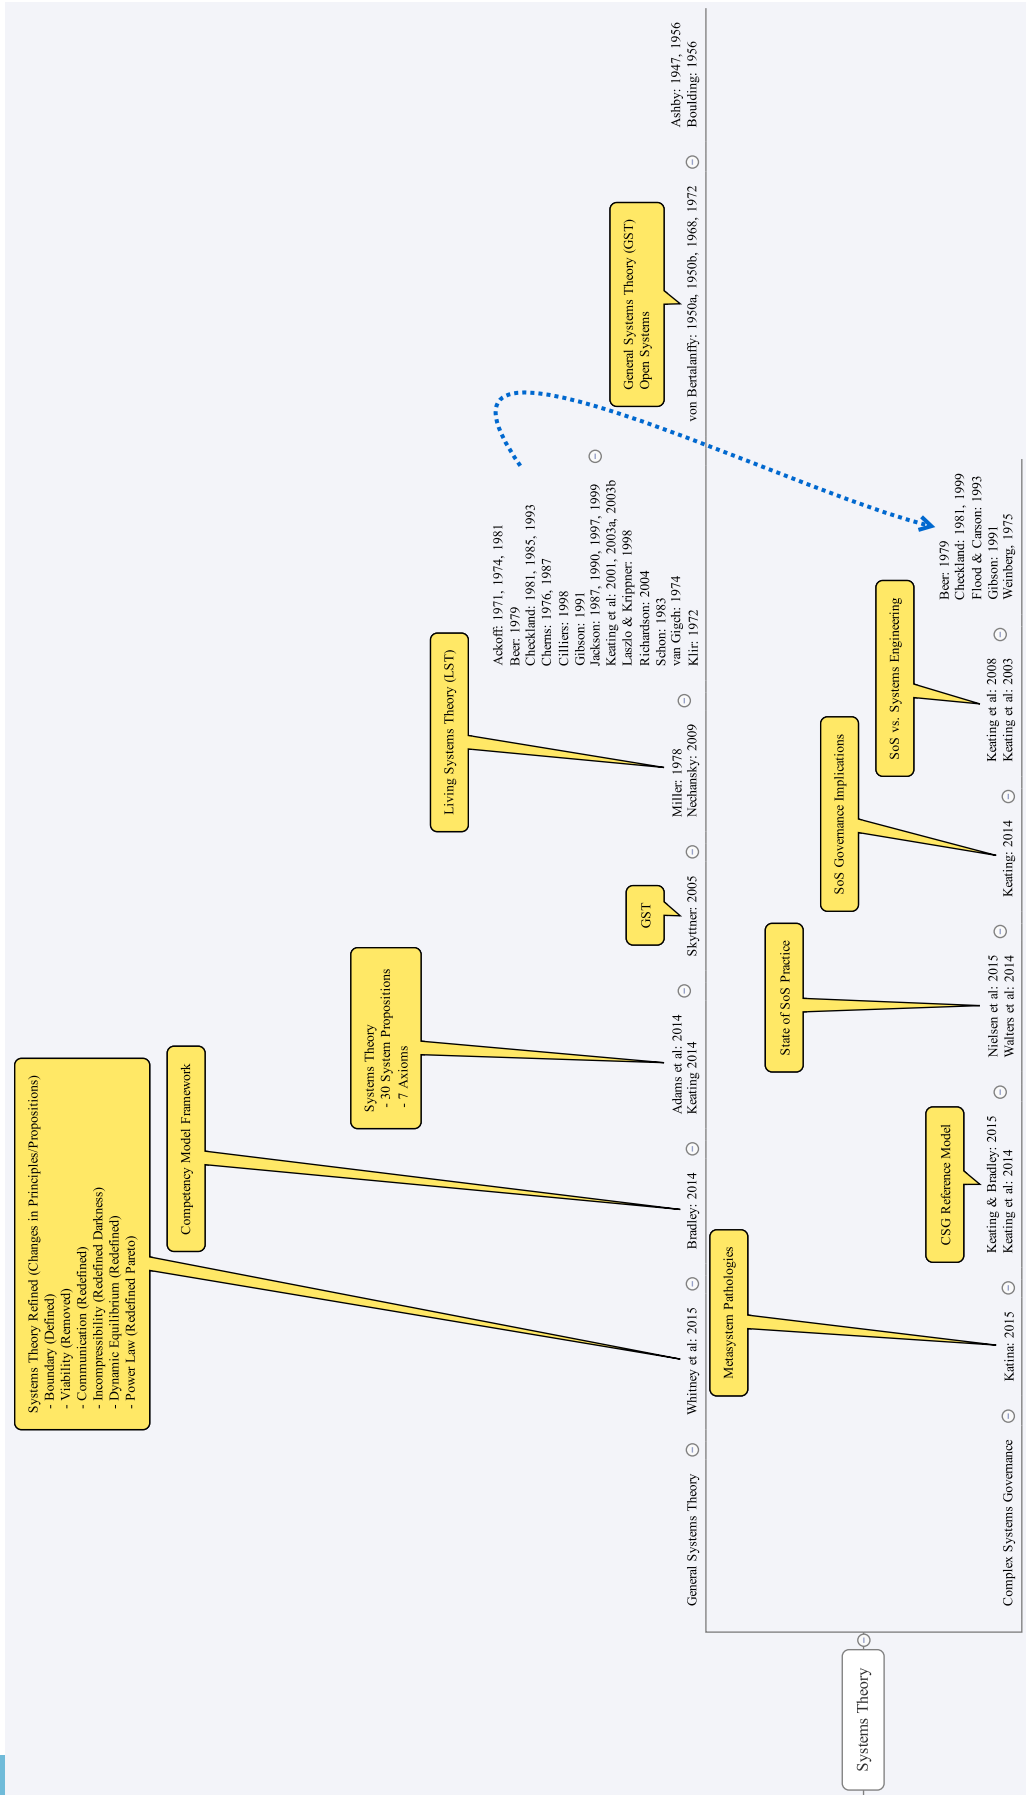 Systems Theory
General Systems Theory
Systems Theory Refined (Changes in Principles/Propositions)
- Boundary (Defined)
- Viability (Removed)
- Communication (Redefined)
- Incompressibility (Redefined Darkness)
- Dynamic Equilibrium (Redefined)
- Power Law (Redefined Pareto)
Whitney et al: 2015
Competency Model Framework
Bradley: 2014
Systems Theory
- 30 System Propositions
- 7 Axioms
Adams et al: 2014
Keating 2014
GST
Skyttner: 2005
Living Systems Theory (LST)
Miller: 1978
Nechansky: 2009
Ackoff: 1971, 1974, 1981
Beer: 1979
Checkland: 1981, 1985, 1993
Cherns: 1976, 1987
Cilliers: 1998
Gibson: 1991
Jackson: 1987, 1990, 1997, 1999
Keating et al: 2001, 2003a, 2003b
Laszlo & Krippner: 1998
Richardson: 2004
Schon: 1983
van Gigch: 1974
Klir: 1972
General Systems Theory (GST)
Open Systems
von Bertalanffy: 1950a, 1950b, 1968, 1972
Ashby: 1947, 1956
Boulding: 1956
Complex Systems Governance
Metasystem Pathologies
Katina: 2015
CSG Reference Model
Keating & Bradley: 2015
Keating et al: 2014
State of SoS Practice
Nielsen et al: 2015
Walters et al: 2014
SoS Governance Implications
Keating: 2014
SoS vs. Systems Engineering
Keating et al: 2008
Keating et al: 2003
Beer: 1979
Checkland: 1981, 1999
Flood & Carson: 1993
Gibson: 1991
Weinberg, 1975